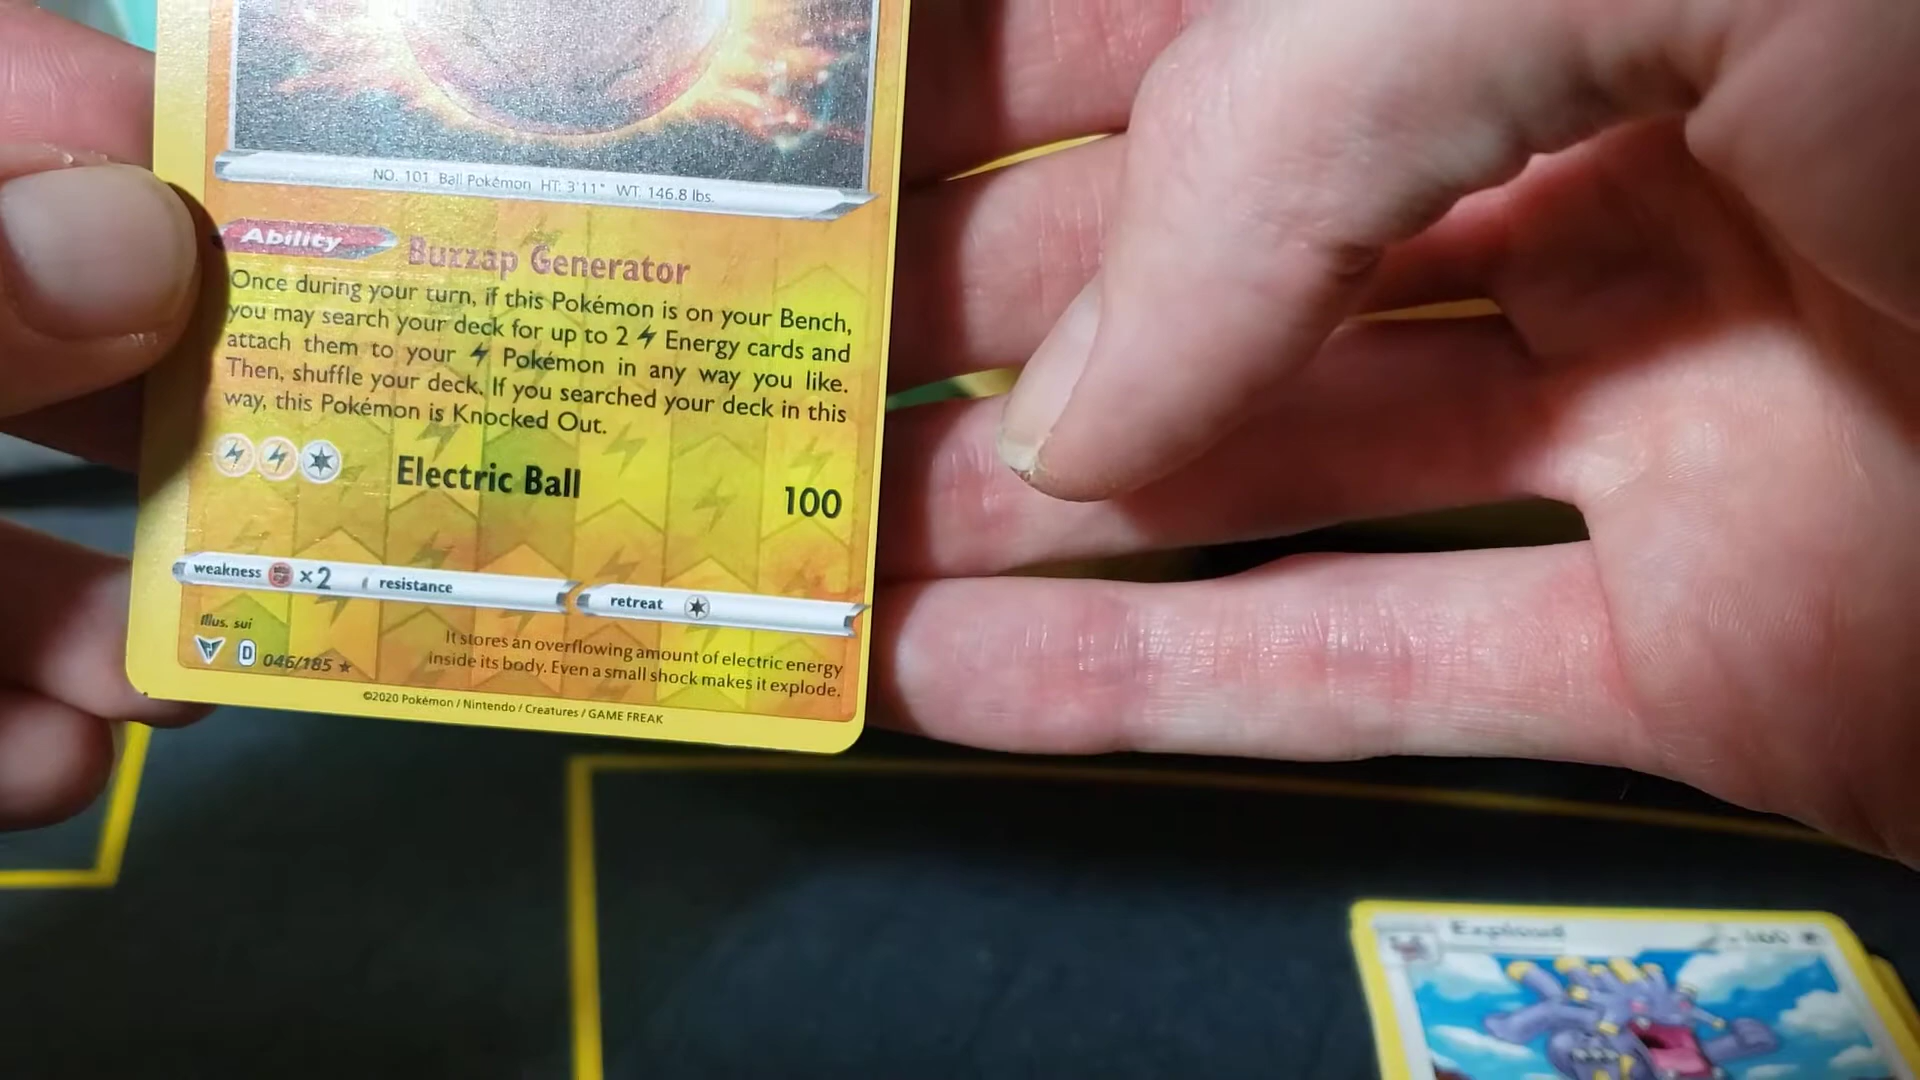 NO. 101 Ball Pokémon HT: 3'11" WT: 146.8 lbs.
Ability Buzzap Generator
Once during your turn, if this Pokémon is on your Bench,
you may search your deck for up to 2 Energy cards and
attach them to your Pokémon in any way you like.
Then, shuffle your deck. If you searched your deck in this
way, this Pokémon is Knocked Out.
Electric Ball 100
weakness ×2 resistance retreat
Illus. sui
D 046/185 ★
It stores an overflowing amount of electric energy
inside its body. Even a small shock makes it explode.
©2020 Pokémon / Nintendo / Creatures / GAME FREAK
Exploud 160